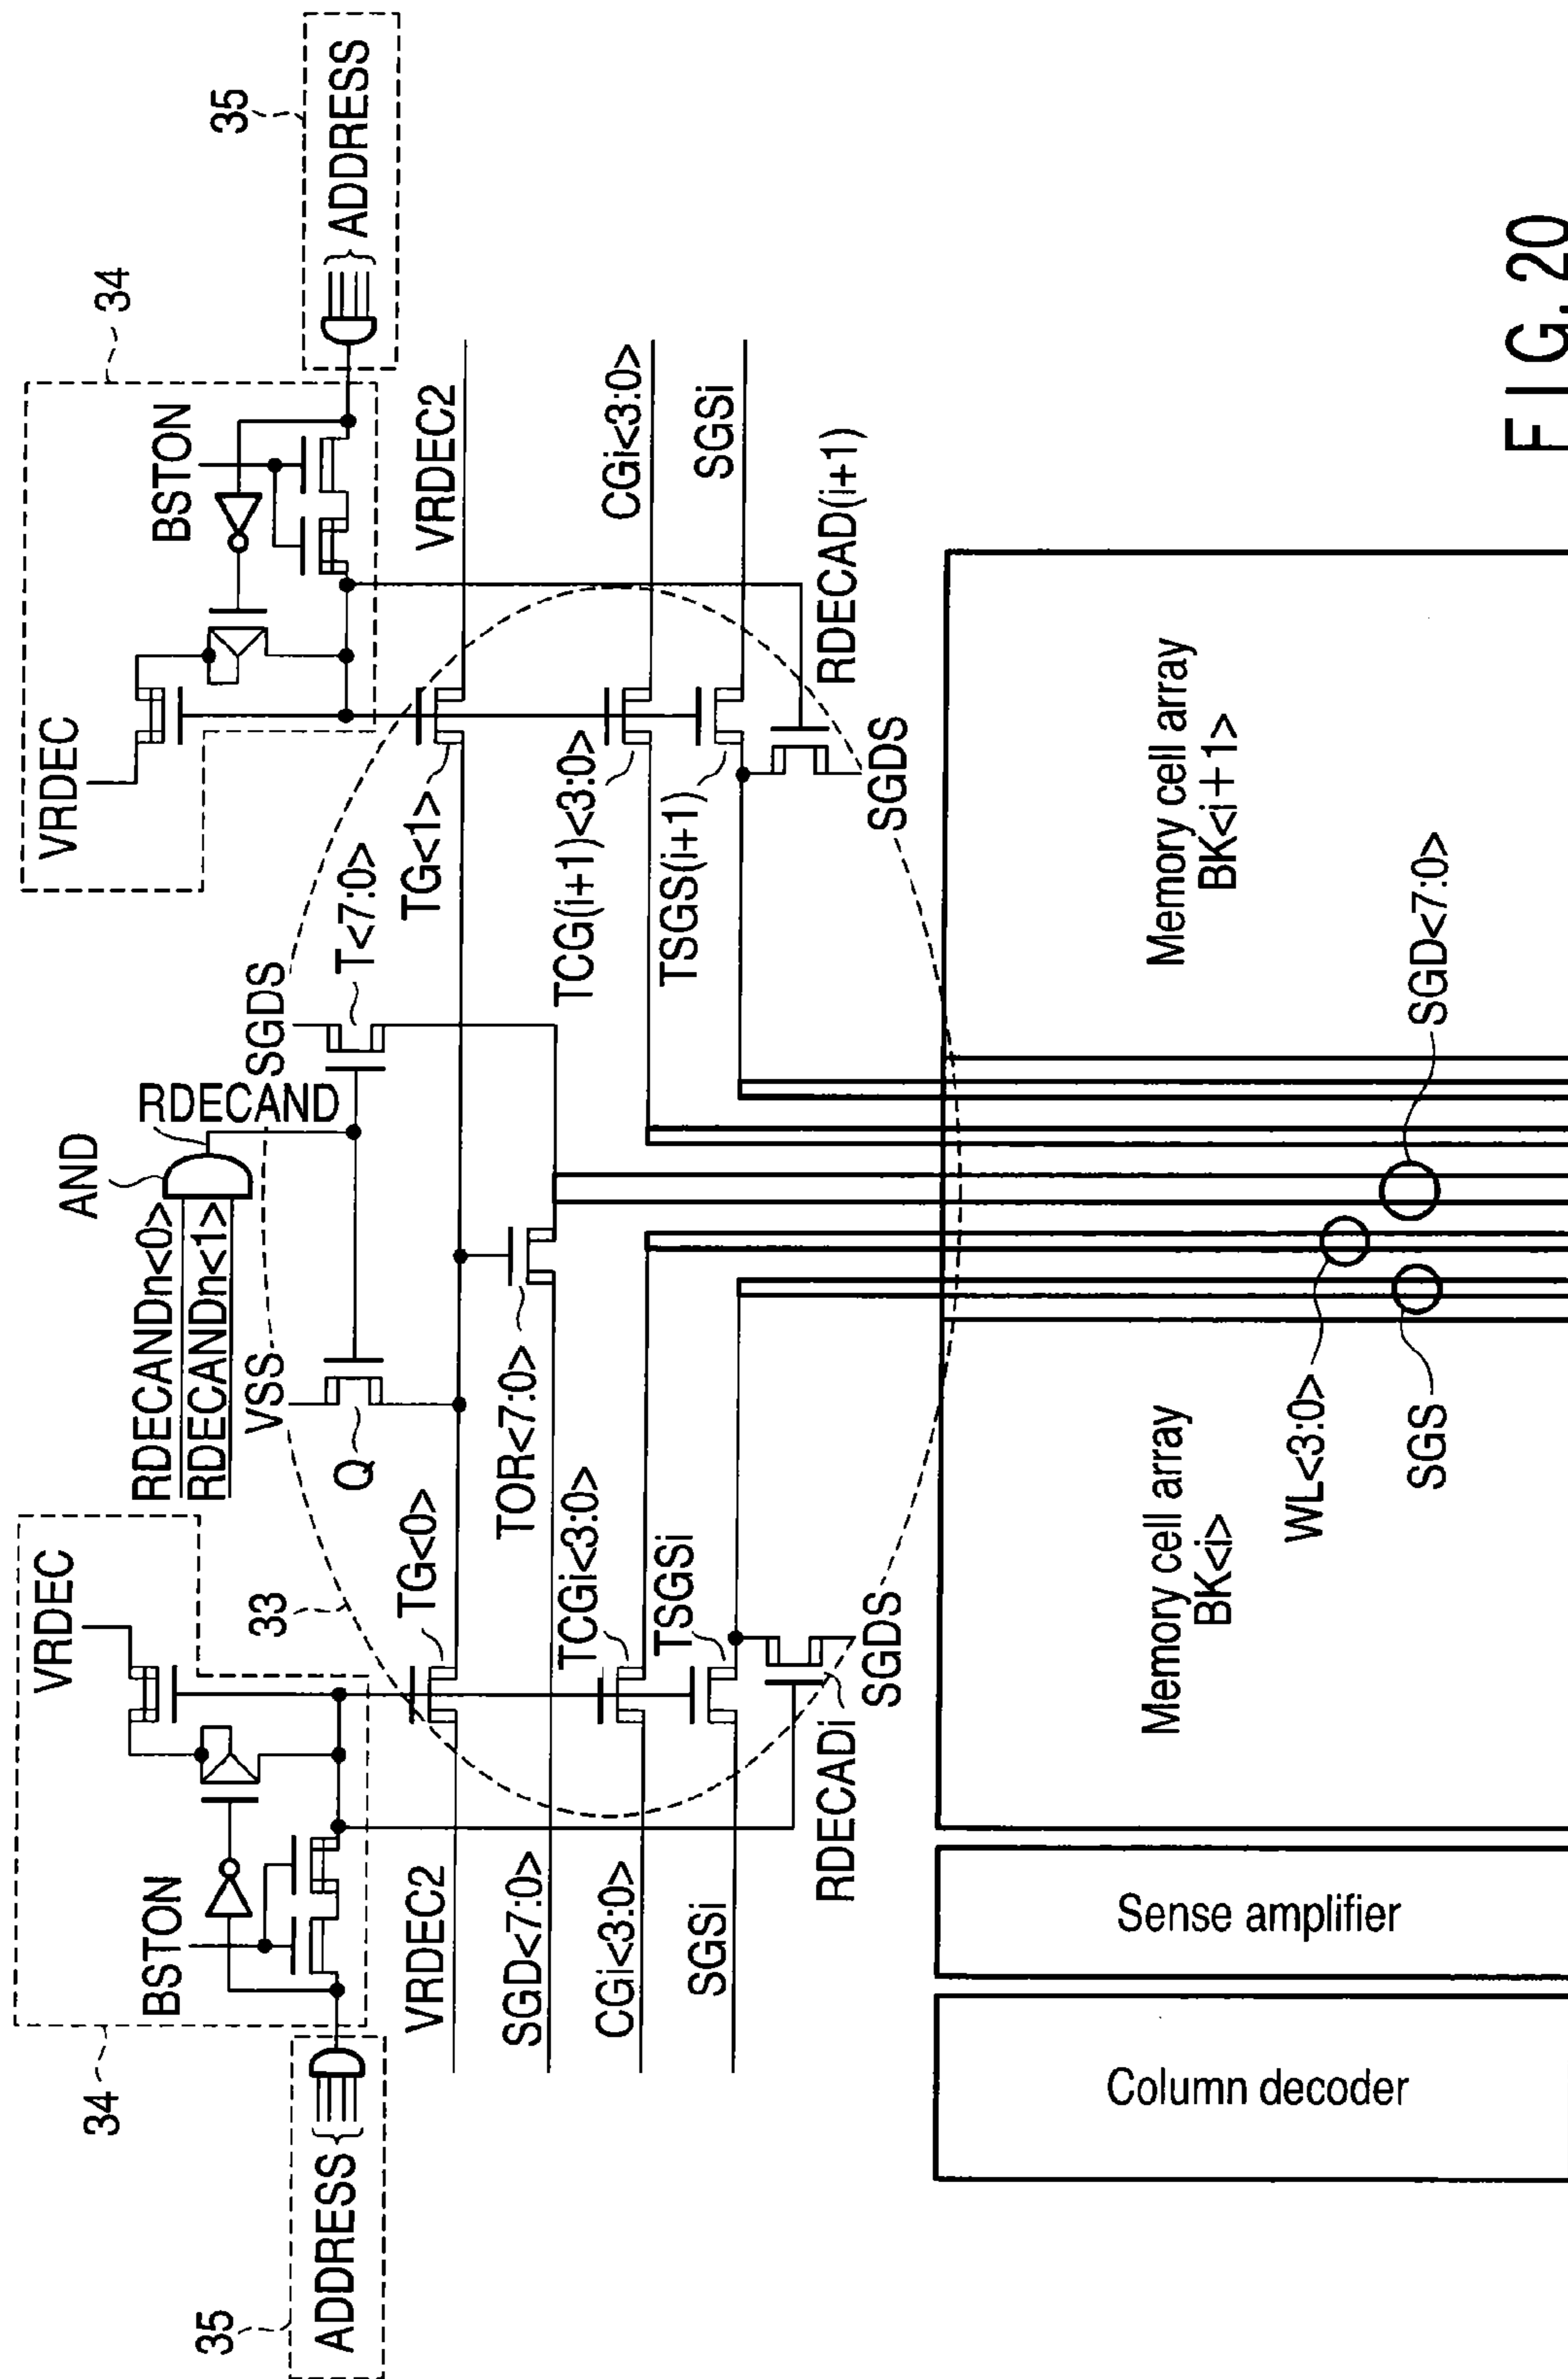 35
34
34
35
ADDRESS
BSTON
VRDEC
33
RDECANDn<0>
RDECANDn<1>
AND
RDECAND
VSS
SGDS
Q
T<7:0>
VRDEC
BSTON
ADDRESS
VRDEC2
TG<0>
TG<1>
VRDEC2
SGD<7:0>
TOR<7:0>
CGi<3:0>
TCGi<3:0>
TCG(i+1)<3:0>
CGi<3:0>
SGSi
TSGSi
TSGS(i+1)
SGSi
RDECADi
SGDS
SGDS
RDECAD(i+1)
Column decoder
Sense amplifier
Memory cell array
BK<i>
Memory cell array
BK<i+1>
WL<3:0>
SGS
SGD<7:0>
FIG. 20